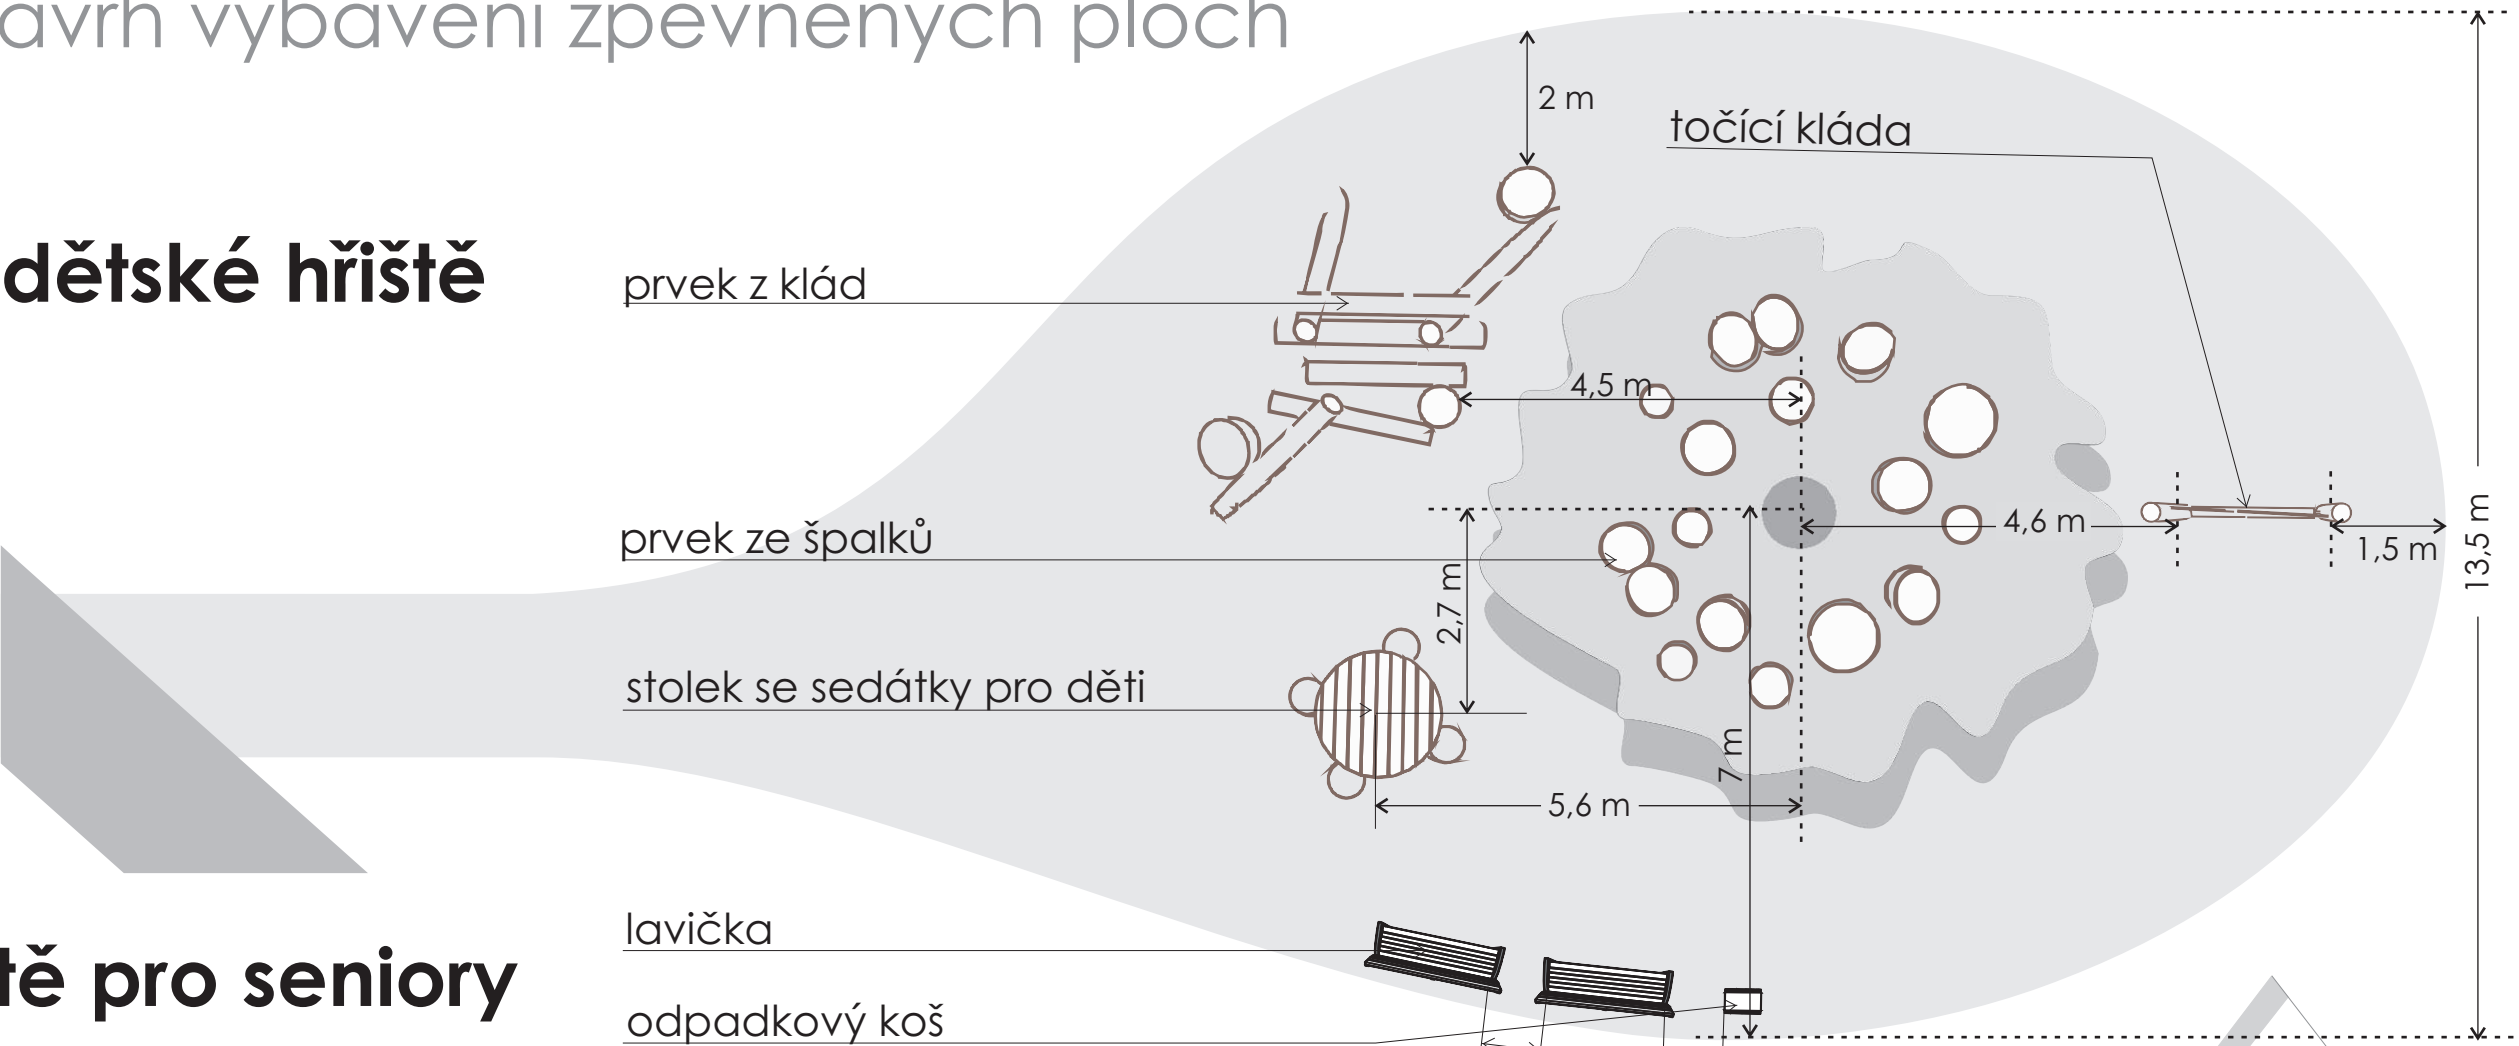 avrh vybavení zpevněných ploch
2 m
točící kláda
dětské hřiště
prvek z klád
4,5 m
prvek ze špalků
4,6 m
1,5 m
13,5 m
2,7 m
stolek se sedátky pro děti
7 m
5,6 m
lavička
tě pro seniory
odpadkový koš